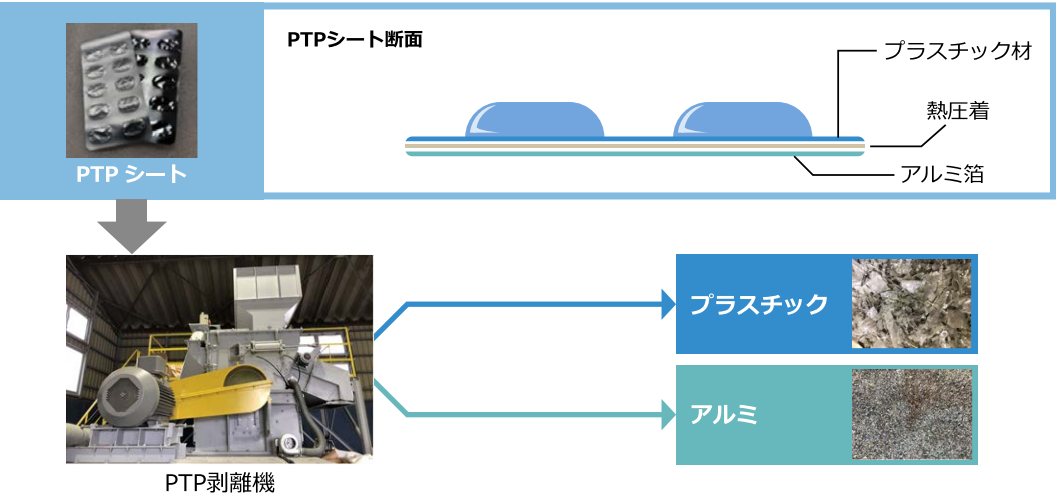 PTPシート断面
プラスチック材
熱圧着
アルミ箔
PTP シート
プラスチック
アルミ
PTP剥離機